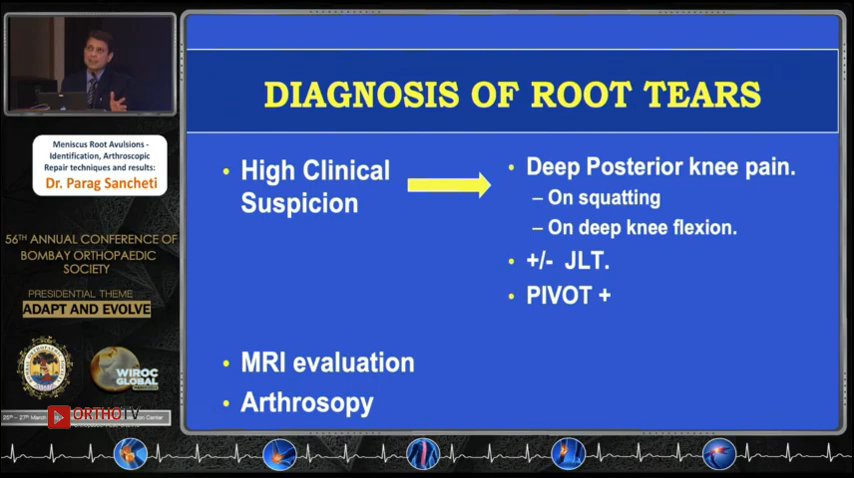 DIAGNOSIS OF ROOT TEARS
Meniscus Root Avulsions -
Identification, Arthroscopic
Repair techniques and results:
Dr. Parag Sancheti
56TH ANNUAL CONFERENCE OF
BOMBAY ORTHOPAEDIC
SOCIETY
PRESIDENTIAL THEME
ADAPT AND EVOLVE
WIROC
GLOBAL
ORTHOTV
• High Clinical
Suspicion
• Deep Posterior knee pain.
– On squatting
– On deep knee flexion.
• +/- JLT.
• PIVOT +
• MRI evaluation
• Arthrosopy